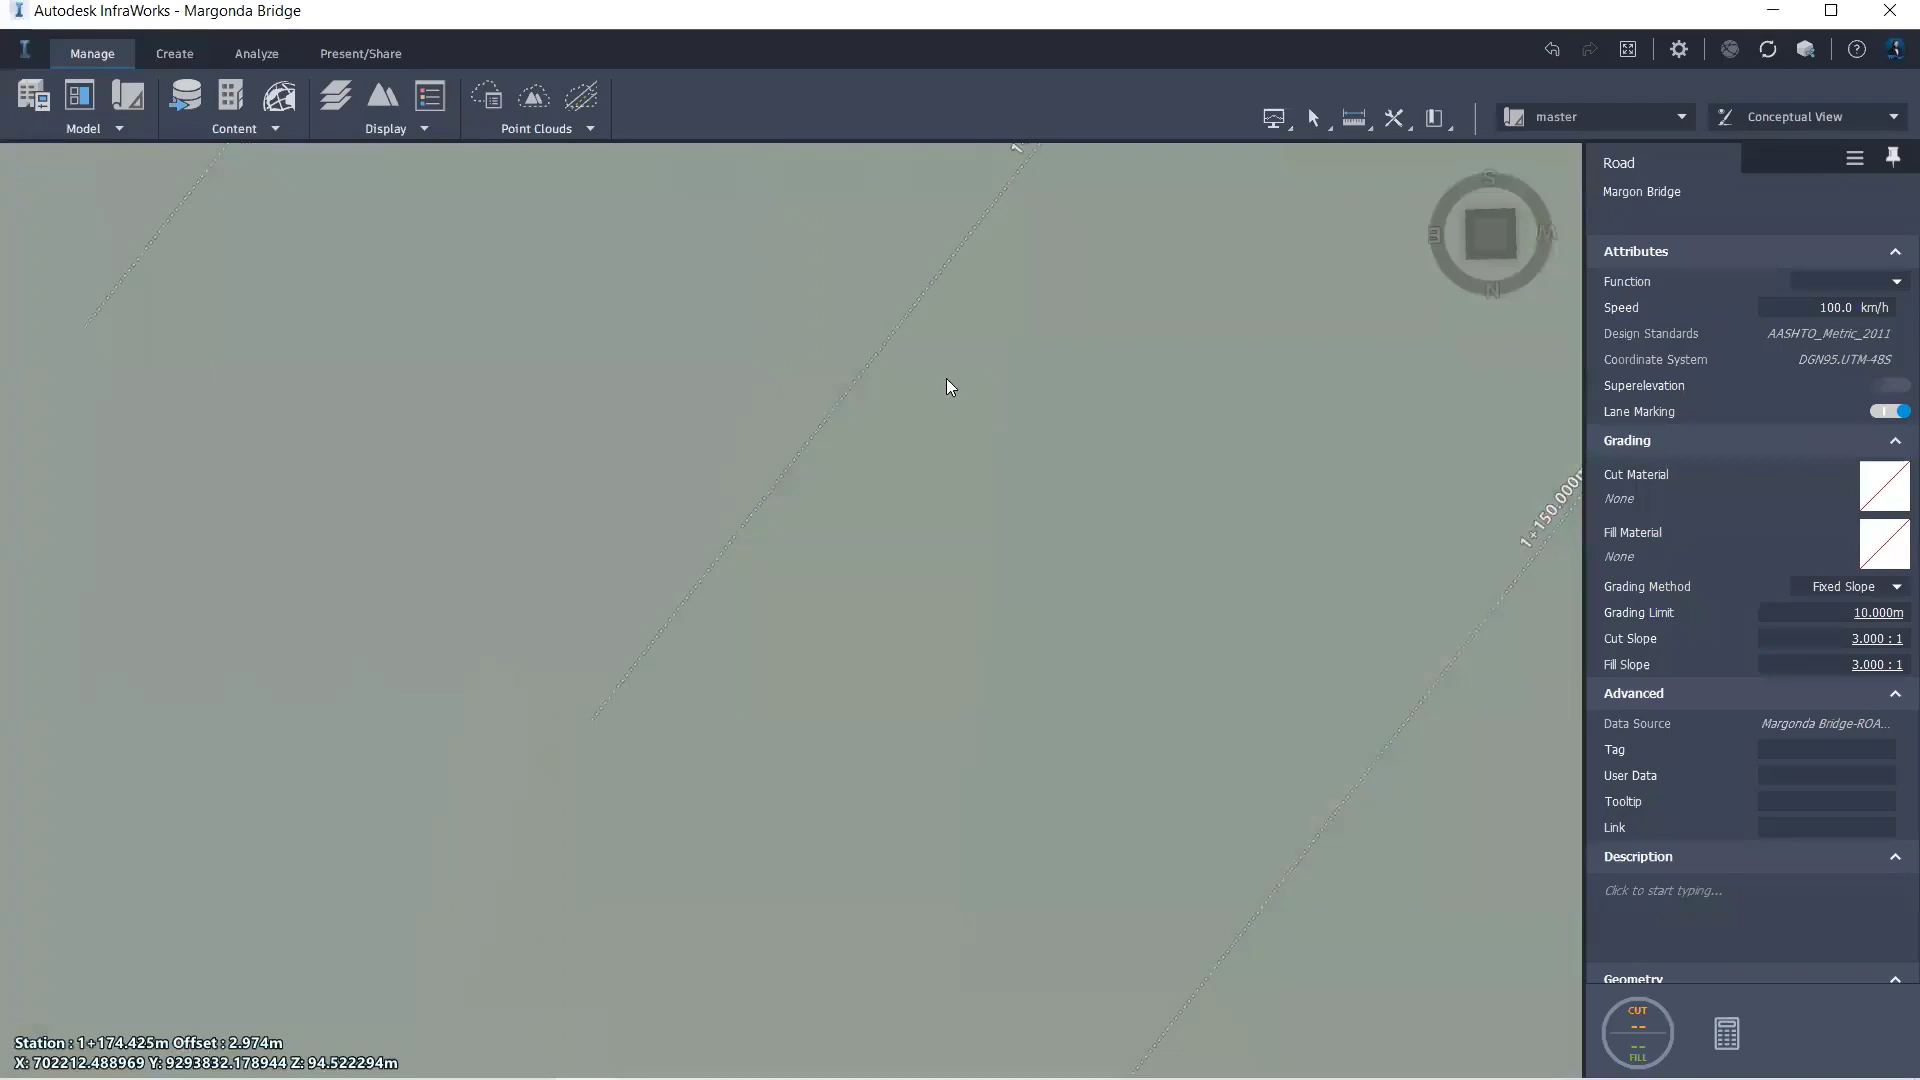 Autodesk InfraWorks - Margonda Bridge
Manage
Create
Analyze
Present/Share
Model
Content
Display
Point Clouds
master
Conceptual View
Road
Margon Bridge
Attributes
Function
Speed 100.0 km/h
Design Standards AASHTO_Metric_2011
Coordinate System DGN95.UTM-48S
Superelevation
Lane Marking
Grading
Cut Material
None
Fill Material
None
Grading Method Fixed Slope
Grading Limit 10.000m
Cut Slope 3.000 : 1
Fill Slope 3.000 : 1
Advanced
Data Source Margonda Bridge-ROA...
Tag
User Data
Tooltip
Link
Description
Click to start typing...
Geometry
CUT
--
--
FILL
S
E
W
N
1+150.000m
Station : 1+174.425m Offset : 2.974m
X: 702212.488969 Y: 9293832.178944 Z: 94.522294m